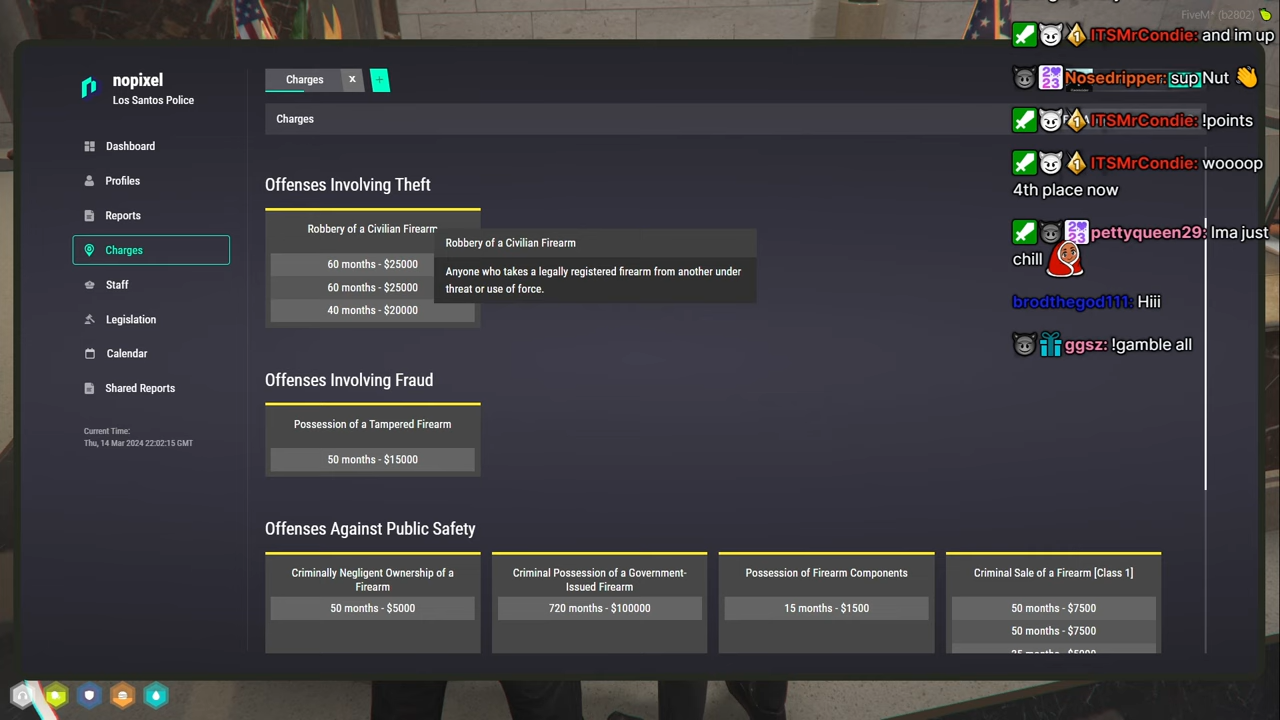 FiveM* (b2802)
nopixel
Los Santos Police
Dashboard
Profiles
Reports
Charges
Staff
Legislation
Calendar
Shared Reports
Current Time:
Thu, 14 Mar 2024 22:02:15 GMT
Charges x +
Charges
Offenses Involving Theft
Robbery of a Civilian Firearm
60 months - $25000
60 months - $25000
40 months - $20000
Robbery of a Civilian Firearm
Anyone who takes a legally registered firearm from another under
threat or use of force.
Offenses Involving Fraud
Possession of a Tampered Firearm
50 months - $15000
Offenses Against Public Safety
Criminally Negligent Ownership of a
Firearm
50 months - $5000
Criminal Possession of a Government-
Issued Firearm
720 months - $100000
Possession of Firearm Components
15 months - $1500
Criminal Sale of a Firearm [Class 1]
50 months - $7500
50 months - $7500
ITSMrCondie: and im up
2023 Nosedripper: sup Nut
ITSMrCondie: !points
ITSMrCondie: woooop
4th place now
2023 pettyqueen29: Ima just
chill
brodthegod111: Hiii
ggsz: !gamble all